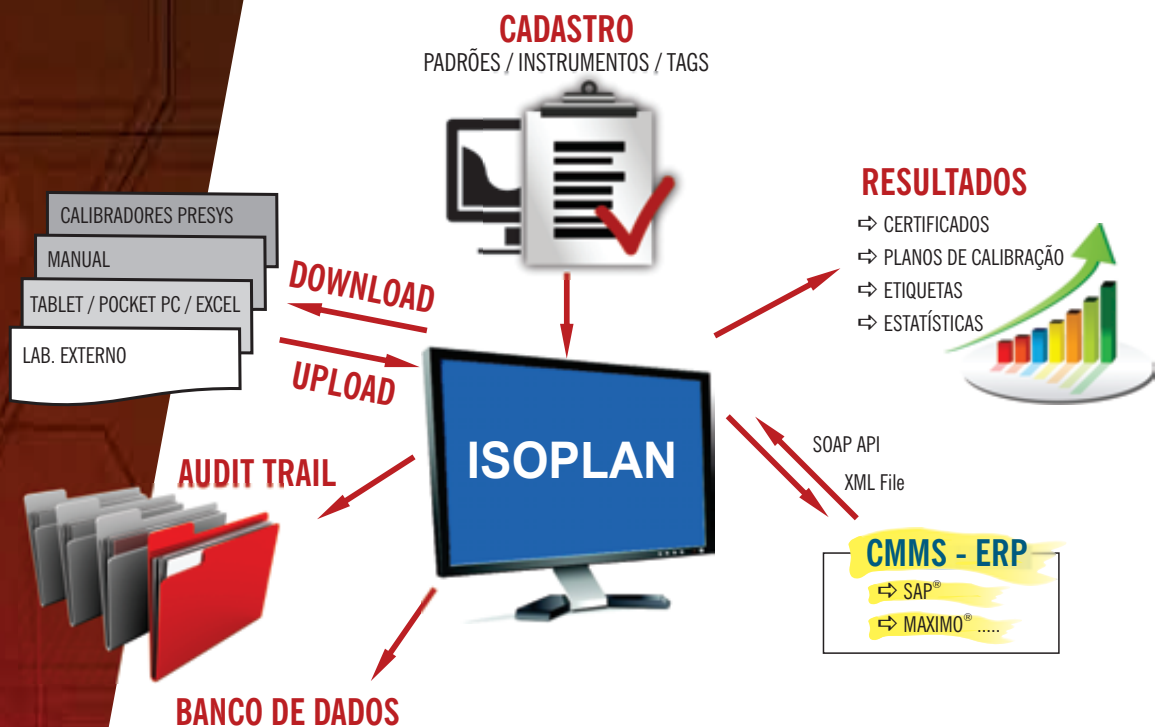 CADASTRO
PADRÕES / INSTRUMENTOS / TAGS
CALIBRADORES PRESYS
MANUAL
TABLET / POCKET PC / EXCEL
LAB. EXTERNO
DOWNLOAD
UPLOAD
RESULTADOS
⇨ CERTIFICADOS
⇨ PLANOS DE CALIBRAÇÃO
⇨ ETIQUETAS
⇨ ESTATÍSTICAS
ISOPLAN
SOAP API
XML File
AUDIT TRAIL
CMMS - ERP
⇨ SAP®
⇨ MAXIMO® .....
BANCO DE DADOS